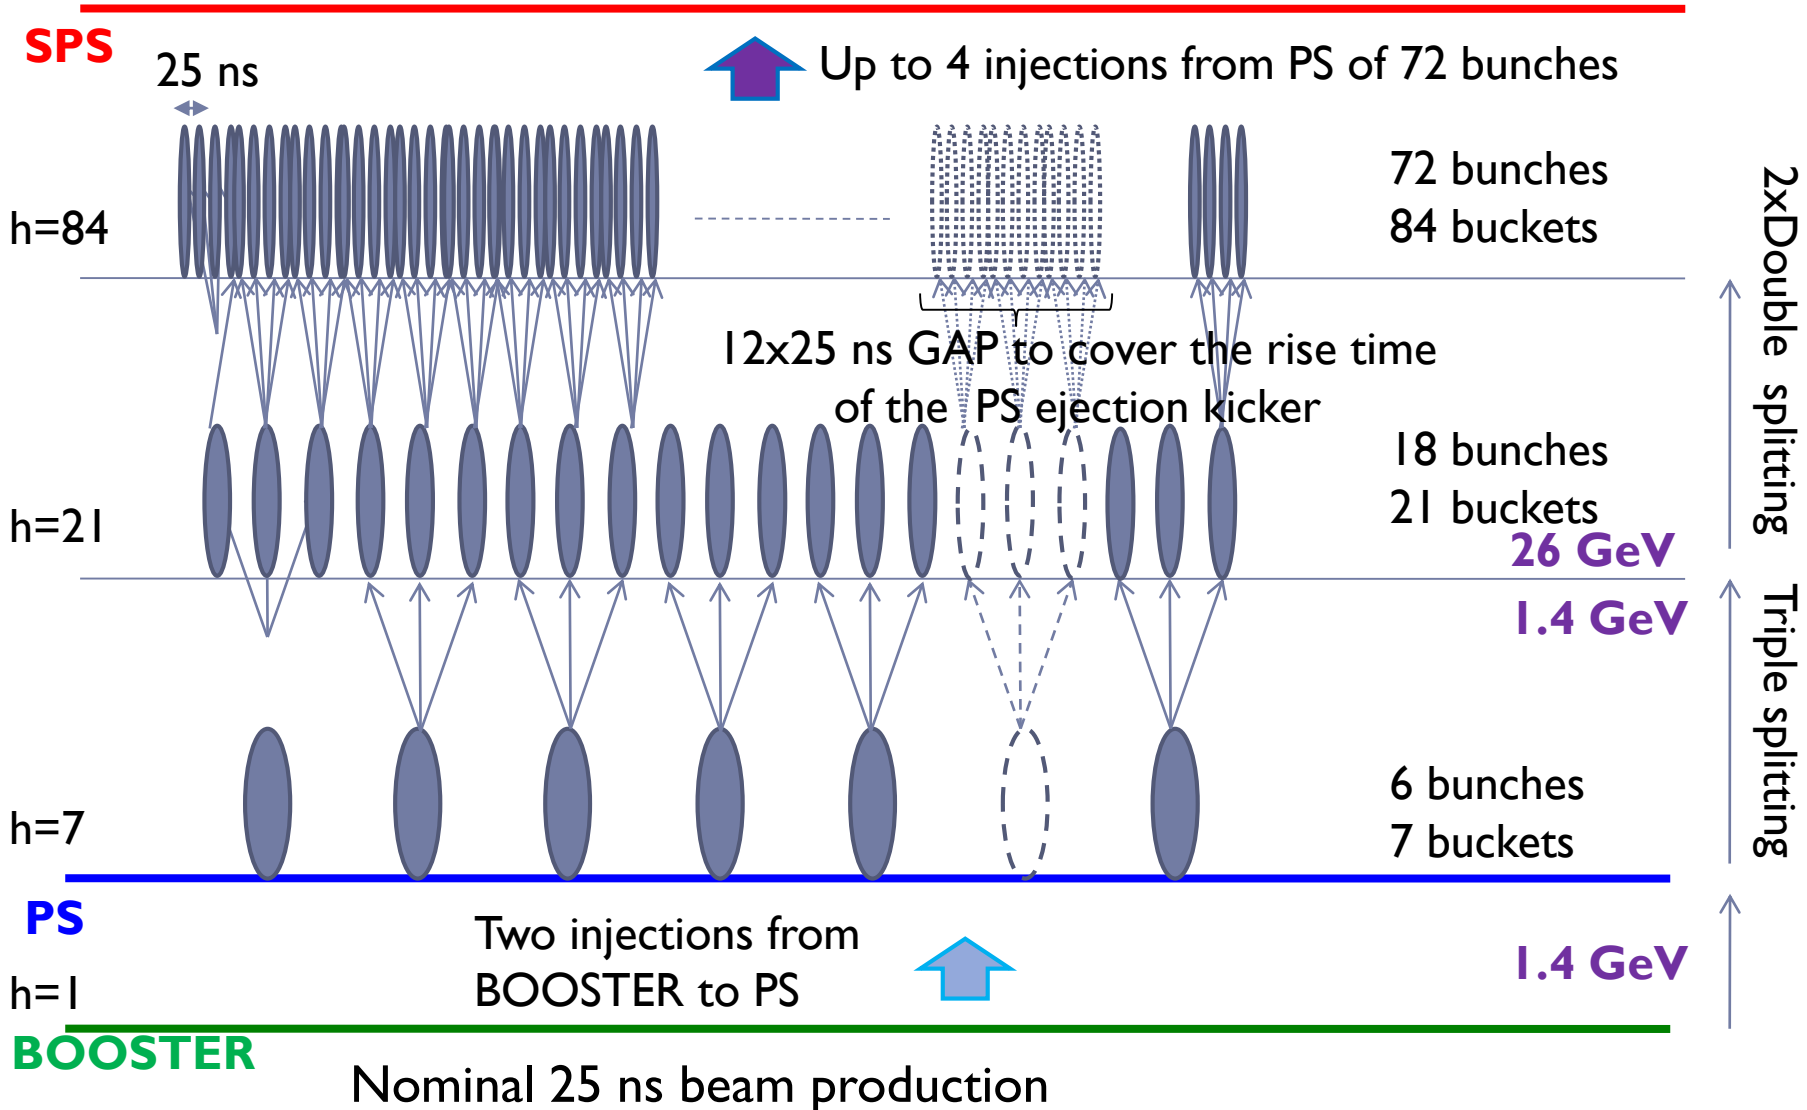 SPS
25 ns
Up to 4 injections from PS of 72 bunches
72 bunches
h=84
84 buckets
2xDouble splitting
12x25 ns GAP to cover the rise time
of the PS ejection kicker
18 bunches
h=21
21 buckets
26 GeV
1.4 GeV
Triple splitting
6 bunches
h=7
7 buckets
PS
Two injections from
BOOSTER to PS
1.4 GeV
h=1
BOOSTER
Nominal 25 ns beam production